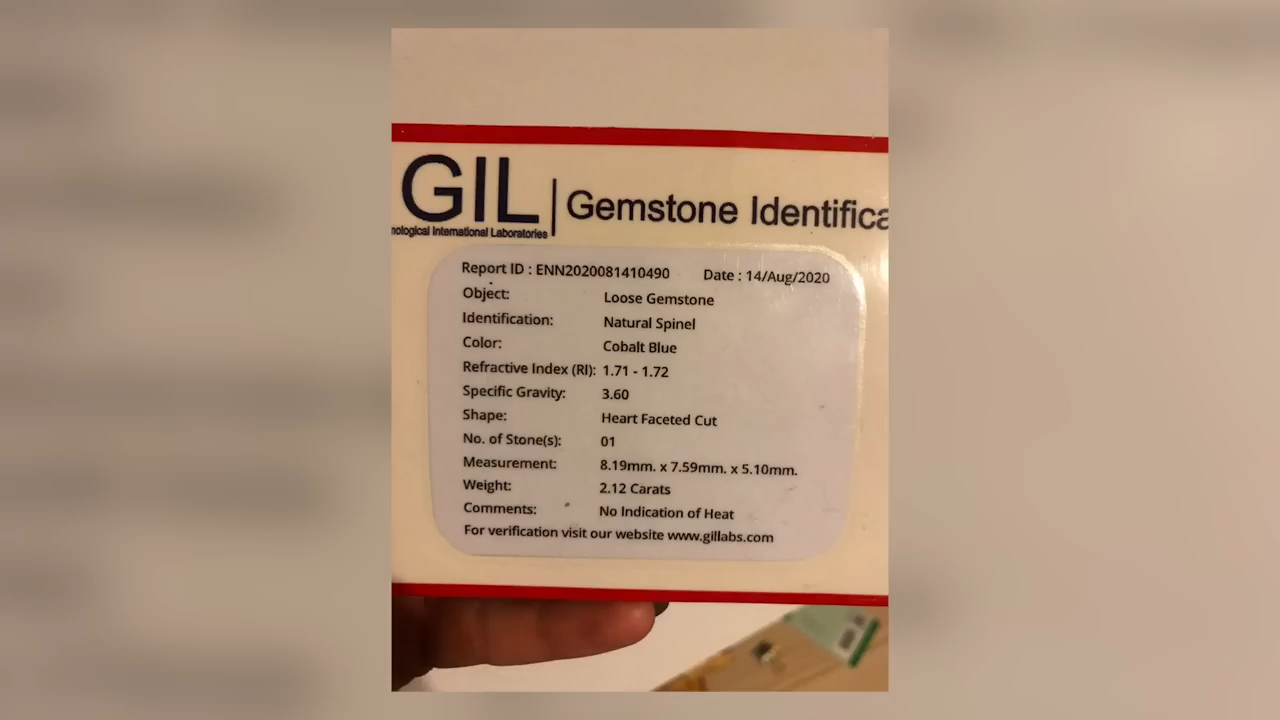 GIL | Gemstone Identifica
mological International Laboratories
Report ID : ENN2020081410490 Date : 14/Aug/2020
Object: Loose Gemstone
Identification: Natural Spinel
Color: Cobalt Blue
Refractive Index (RI): 1.71 - 1.72
Specific Gravity: 3.60
Shape: Heart Faceted Cut
No. of Stone(s): 01
Measurement: 8.19mm. x 7.59mm. x 5.10mm.
Weight: 2.12 Carats
Comments: No Indication of Heat
For verification visit our website www.gillabs.com